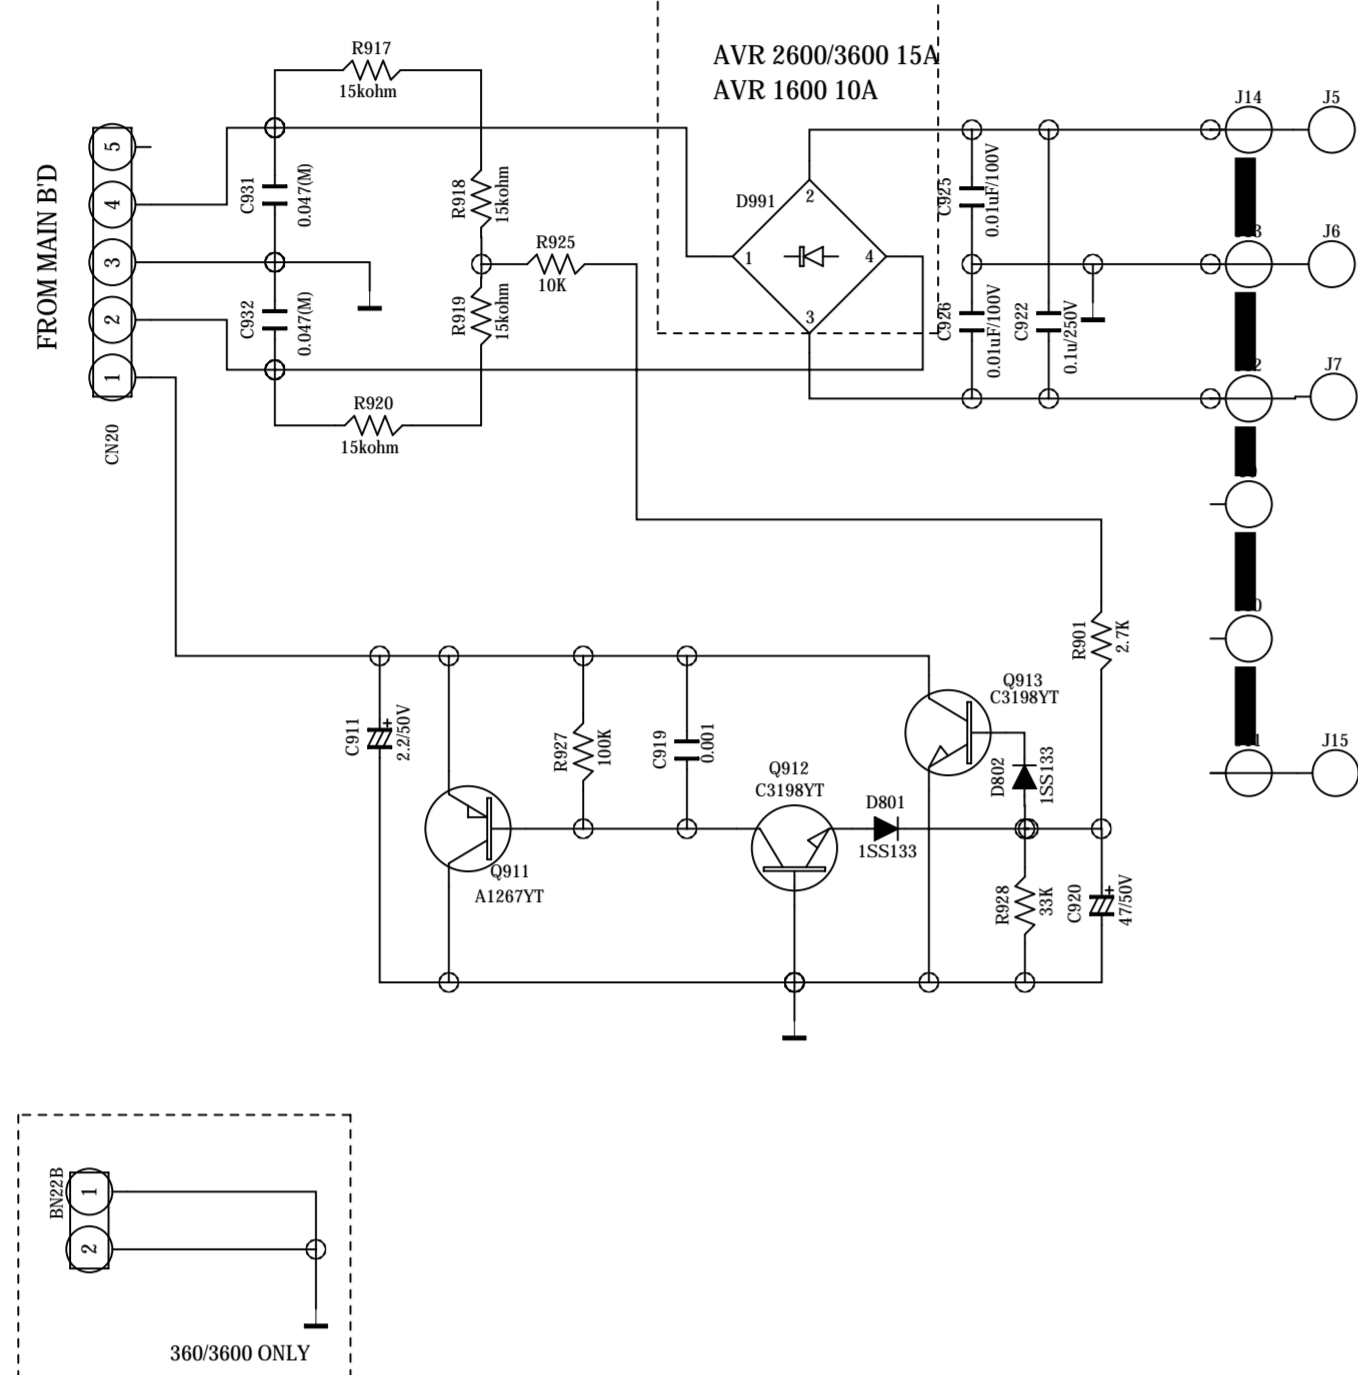 R917
15kohm
AVR 2600/3600 15A
AVR 1600 10A
J14
J5
FROM MAIN B'D
5
4
3
2
1
CN20
C931
0.047(M)
C932
0.047(M)
R918
15kohm
R919
15kohm
R925
10K
R920
15kohm
D991
1
2
3
4
C925
0.01uF/100V
C926
0.01uF/100V
C922
0.1u/250V
J6
J7
R901
2.7K
Q913
C3198YT
C911
+
2.2/50V
R927
100K
C919
0.001
Q912
C3198YT
D801
1SS133
D802
1SS133
Q911
A1267YT
R928
33K
C920
+
47/50V
J15
BN22B
1
2
360/3600 ONLY